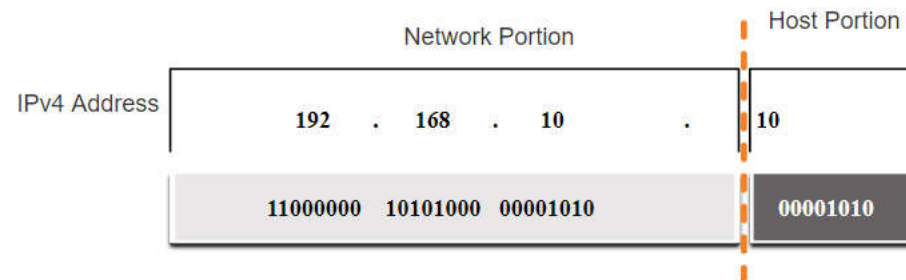 Network Portion Host Portion
IPv4 Address
192 . 168 . 10 . 10
11000000 10101000 00001010 00001010